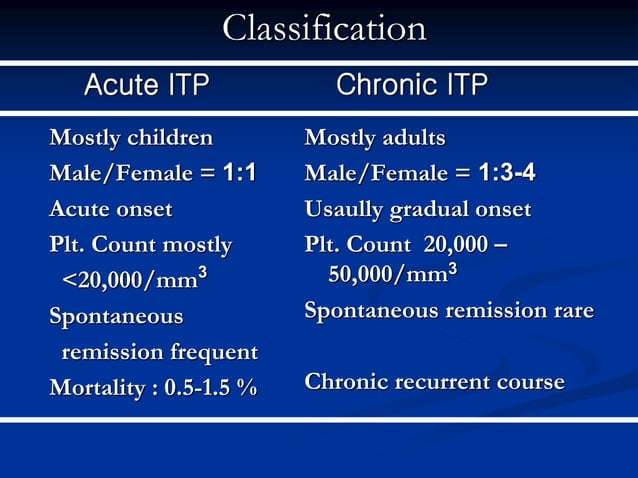 Classification
Acute ITP
Chronic ITP
Mostly children
Male/Female = 1:1
Acute onset
Plt. Count mostly
<20,000/mm³
Spontaneous
remission frequent
Mortality : 0.5-1.5 %
Mostly adults
Male/Female = 1:3-4
Usaully gradual onset
Plt. Count 20,000 –
50,000/mm³
Spontaneous remission rare
Chronic recurrent course